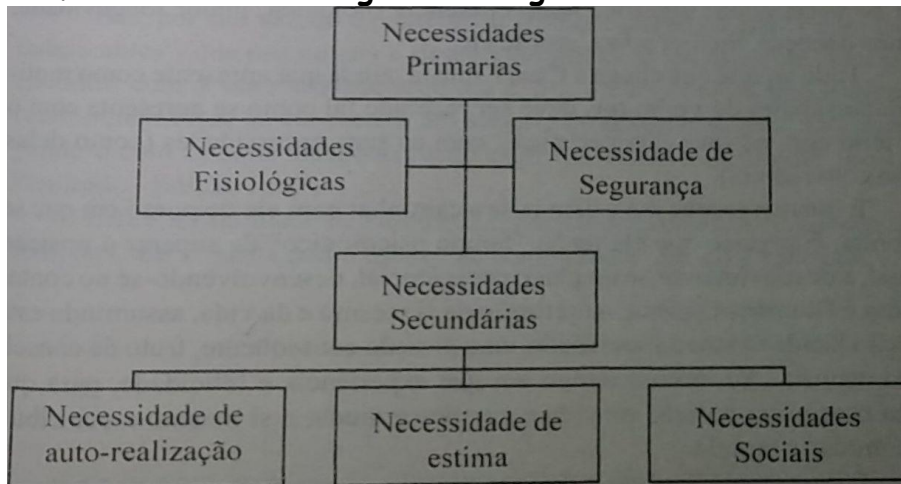 Necessidades
Primarias
Necessidades
Fisiológicas
Necessidade de
Segurança
Necessidades
Secundárias
Necessidade de
auto-realização
Necessidade de
estima
Necessidades
Sociais